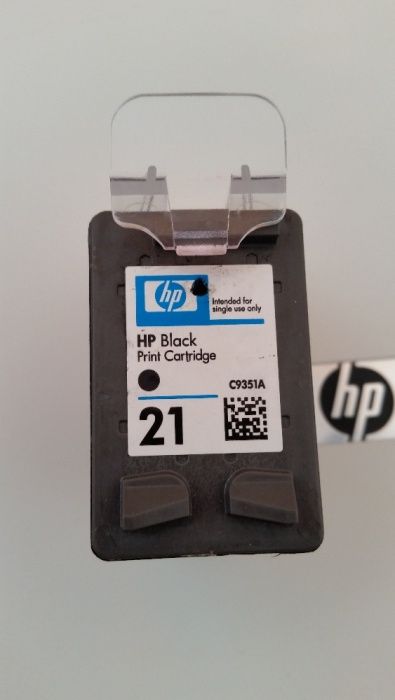 hp
Intended for
single use only
HP Black
Print Cartridge
C9351A
21
hp